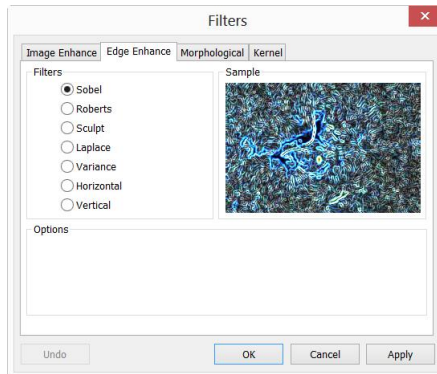 Filters
Image Enhance Edge Enhance Morphological Kernel
Filters
Sobel
Roberts
Sculpt
Laplace
Variance
Horizontal
Vertical
Sample
Options
Undo OK Cancel Apply